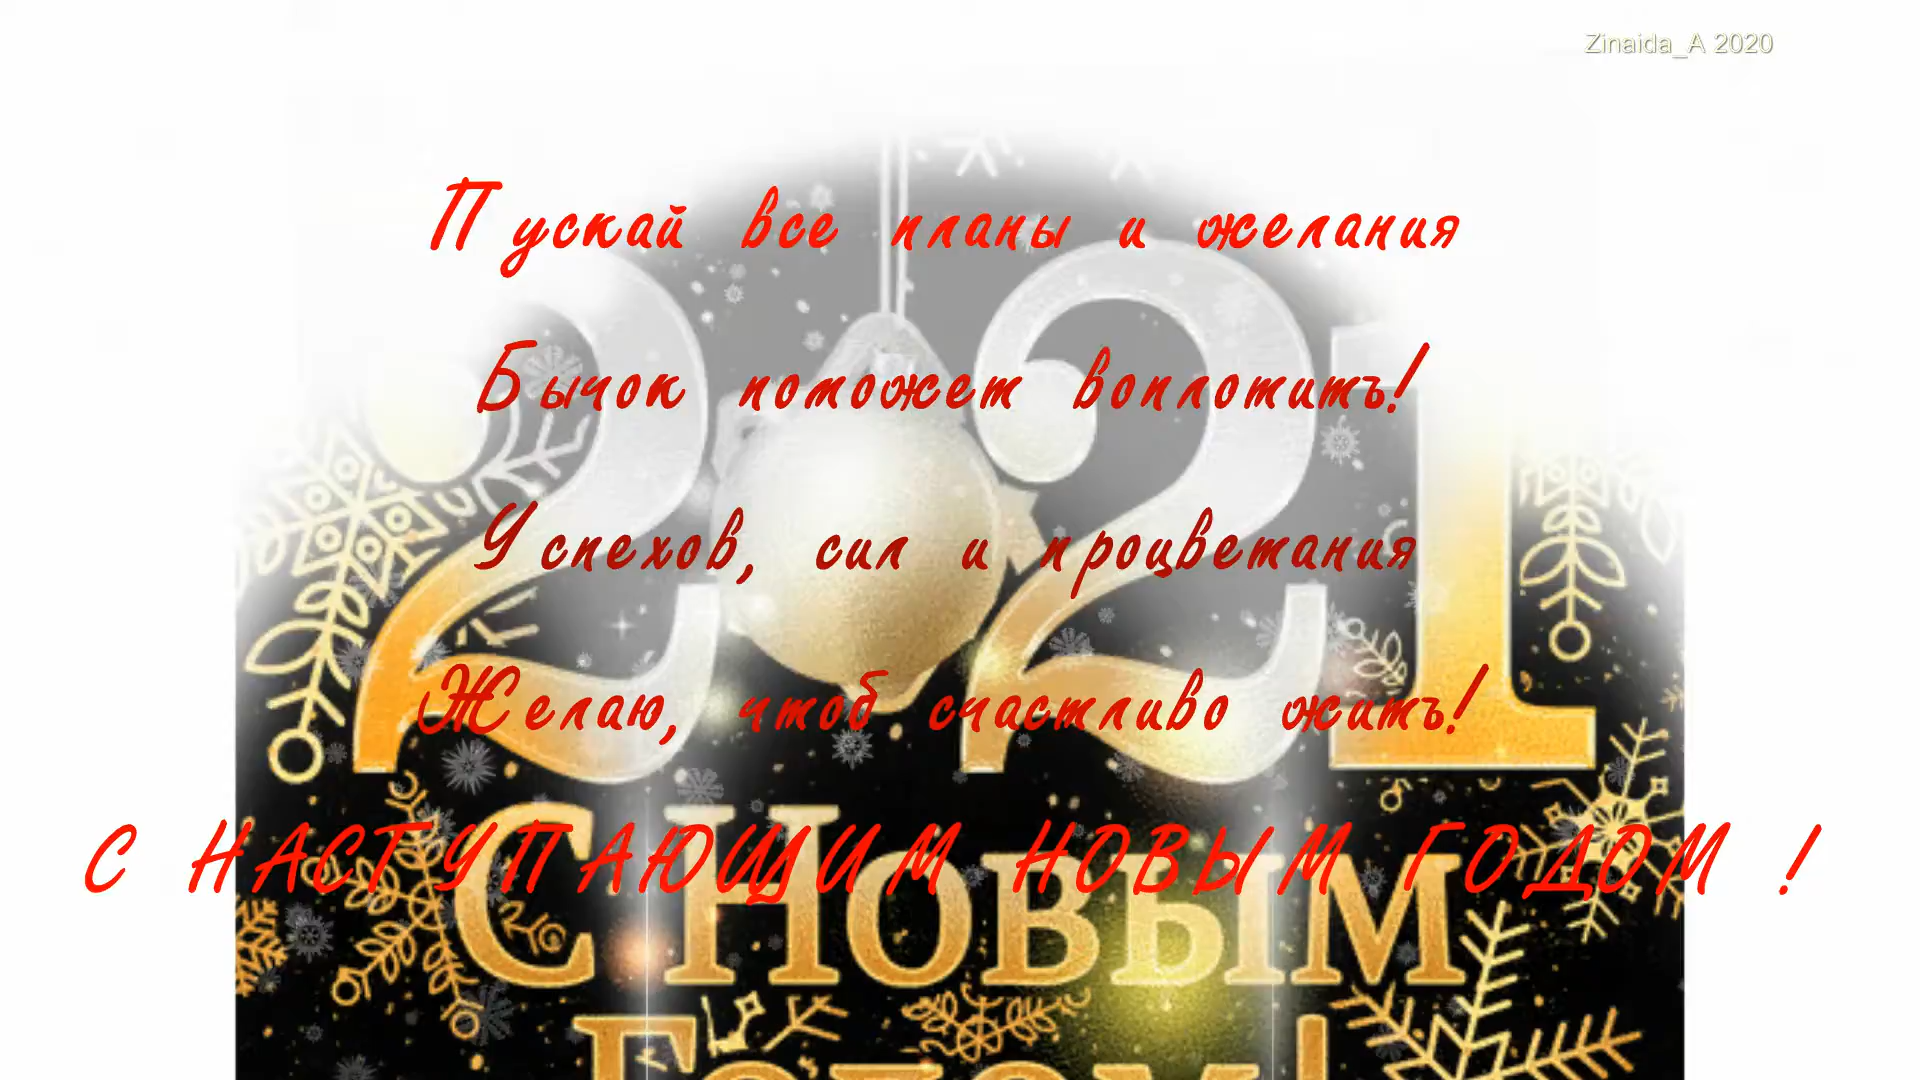 Zinaida_A 2020
Пускай все планы и желания
Бычок поможет воплотить!
Успехов, сил и процветания
Желаю, чтоб счастливо жить!
С НАСТУПАЮЩИМ НОВЫМ ГОДОМ !
2021
С Новым
Годом!